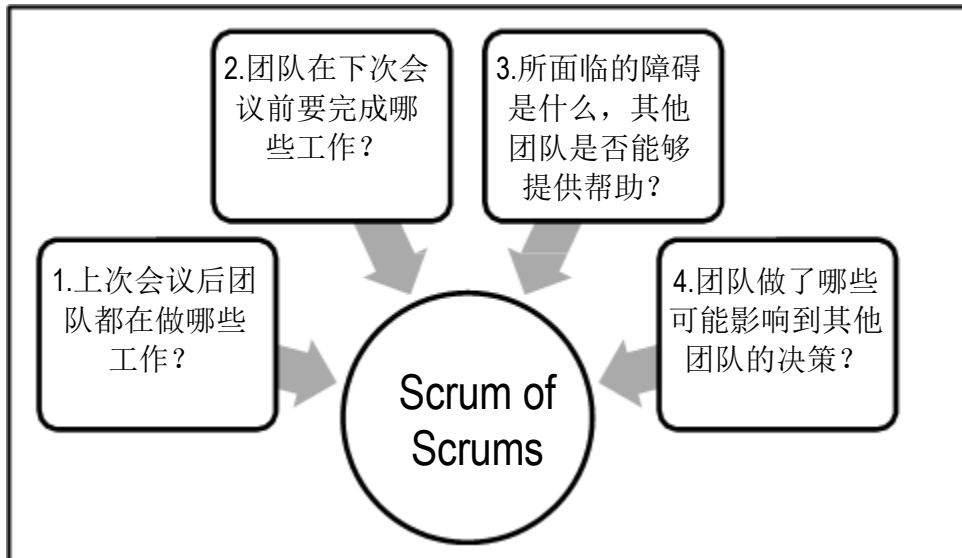 1.上次会议后团
队都在做哪些
工作？
2.团队在下次会
议前要完成哪
些工作？
3.所面临的障碍
是什么，其他
团队是否能够
提供帮助？
4.团队做了哪些
可能影响到其他
团队的决策？
Scrum of
Scrums